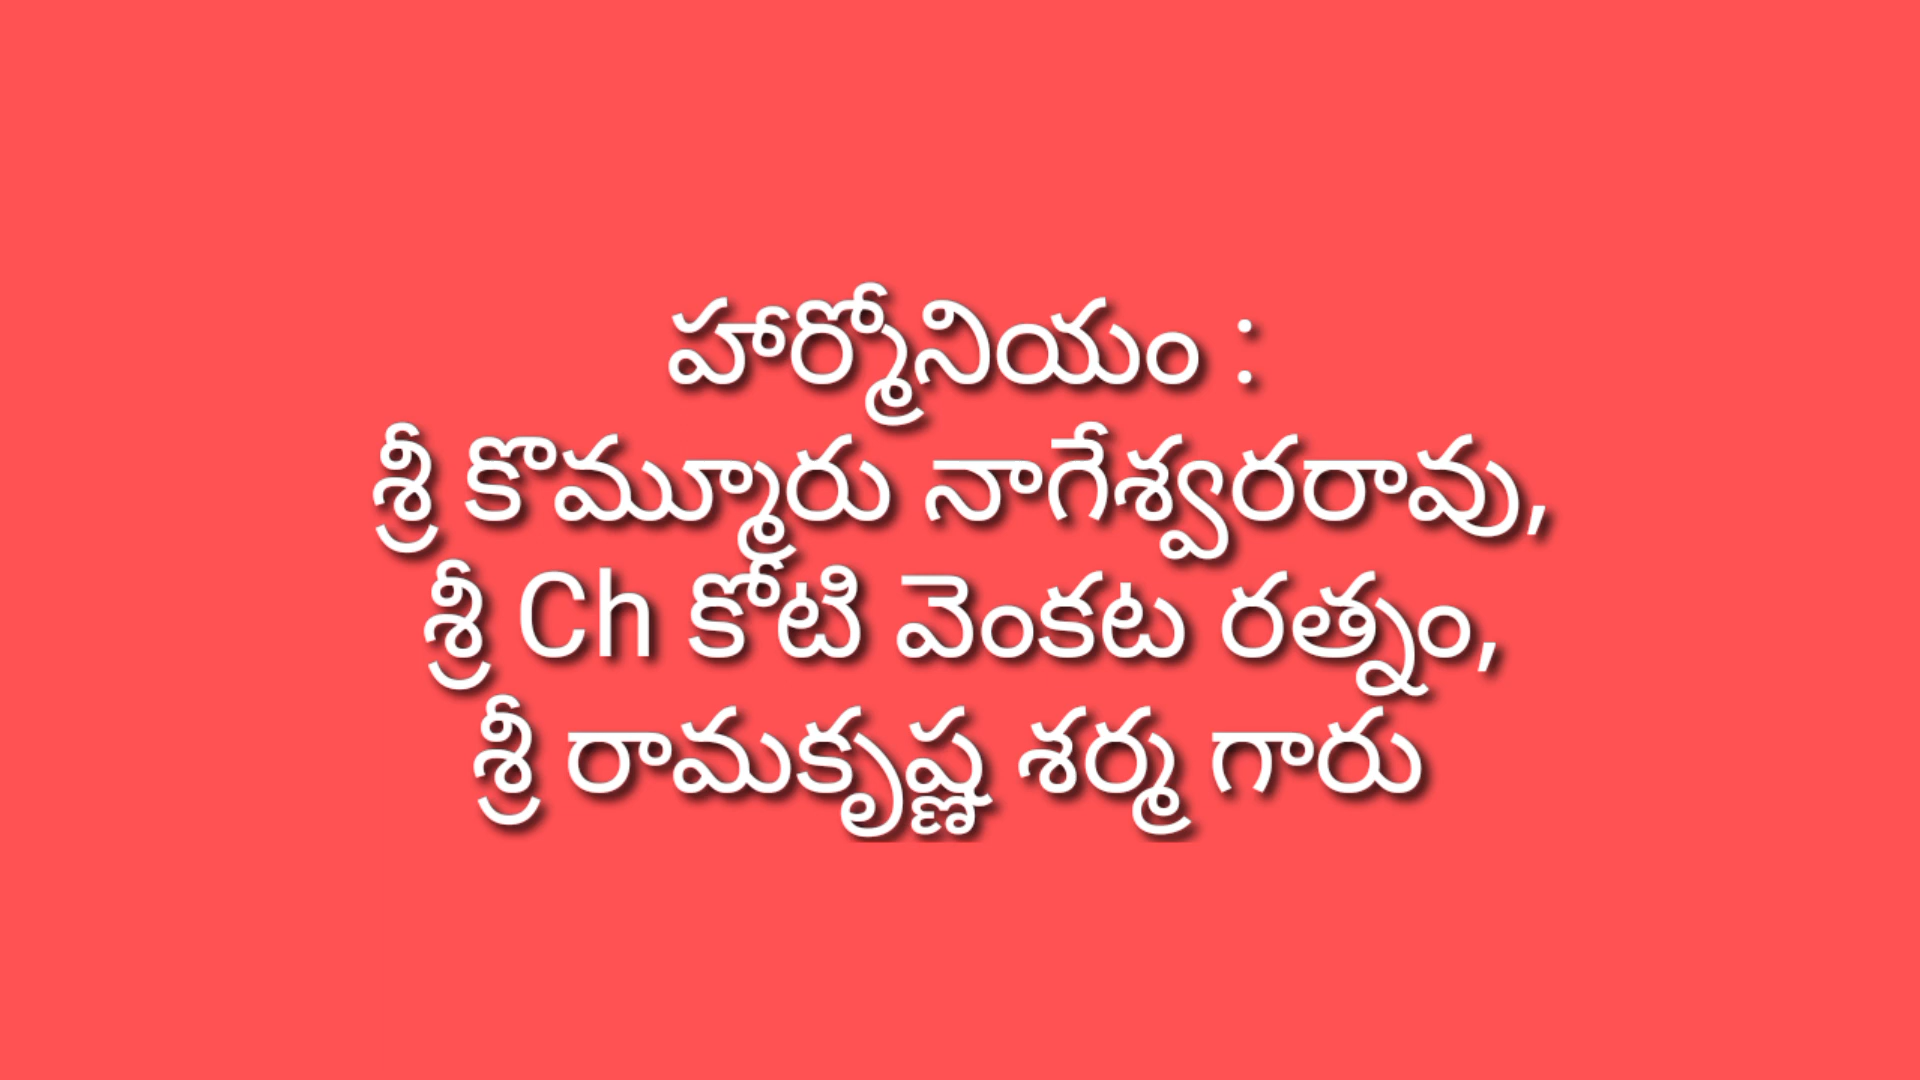 హార్మోనియం :
శ్రీ కొమ్మూరు నాగేశ్వరరావు,
శ్రీ Ch కోటి వెంకట రత్నం,
శ్రీ రామకృష్ణ శర్మ గారు